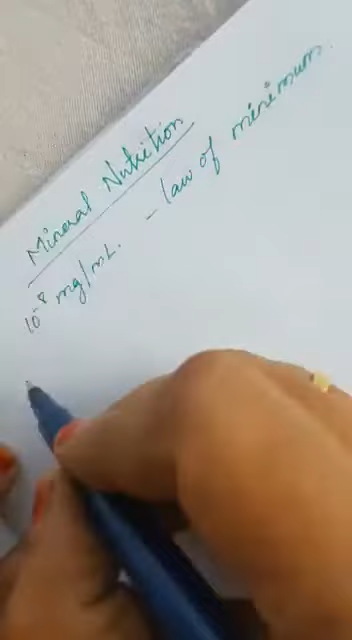 Mineral Nutrition
10⁻⁸ mg/mL. - law of minimum.